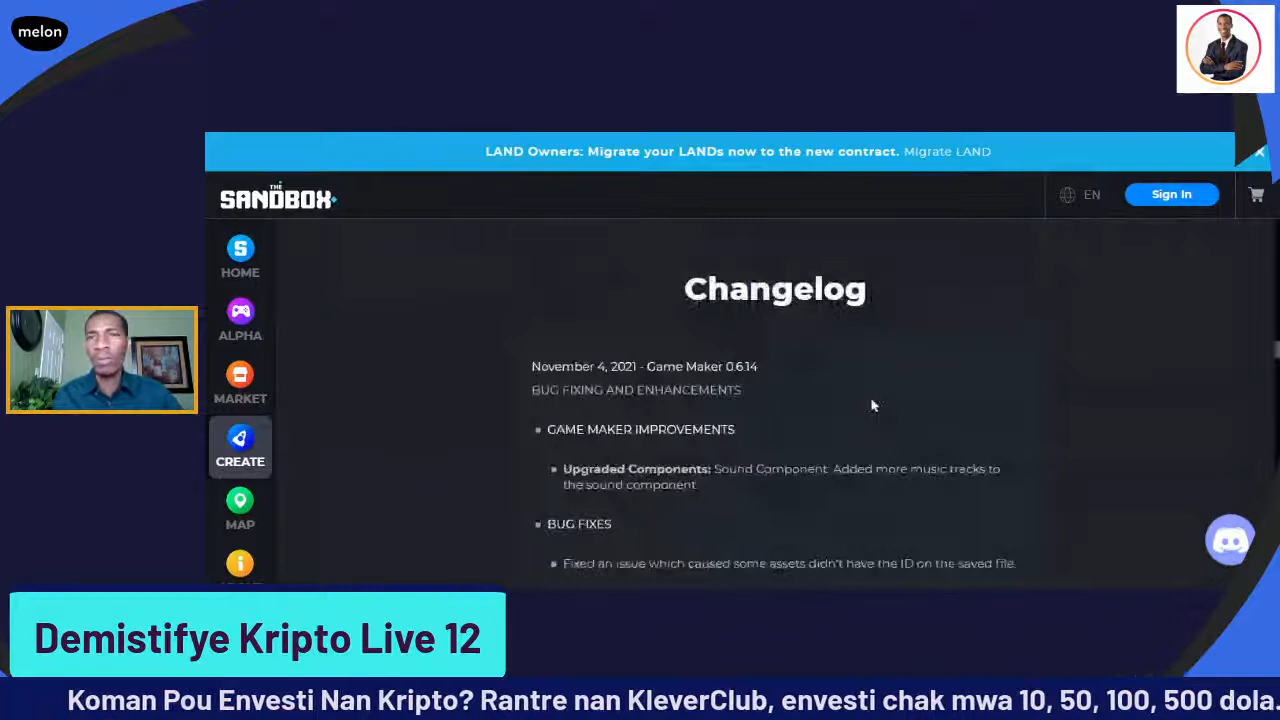 melon
LAND Owners: Migrate your LANDs now to the new contract. Migrate LAND
THE
SANDBOX
EN
Sign In
HOME
ALPHA
MARKET
CREATE
MAP
Changelog
November 4, 2021 - Game Maker 0.6.14
BUG FIXING AND ENHANCEMENTS
GAME MAKER IMPROVEMENTS
Upgraded Components: Sound Component: Added more music tracks to
the sound component
BUG FIXES
Fixed an issue which caused some assets didn't have the ID on the saved file.
Demistifye Kripto Live 12
Koman Pou Envesti Nan Kripto? Rantre nan KleverClub, envesti chak mwa 10, 50, 100, 500 dola.